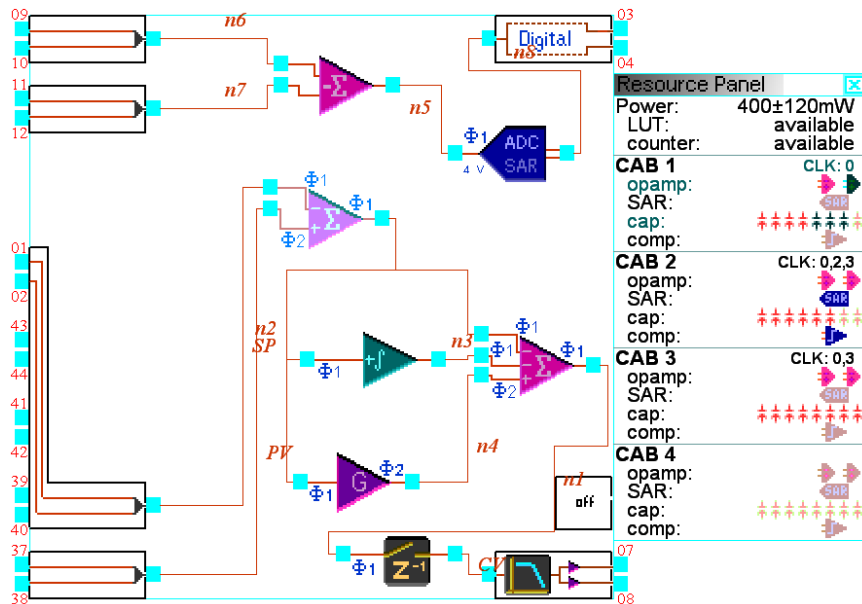 09
n6
03
Digital
n8
10
04
11
-Σ
n7
n5
12
Φ1
ADC
4 V
SAR
Φ1
Φ1
-
Σ
+
Φ2
01
02
43
n2
SP
n3
Φ1
Φ1
-
Φ1
-
Σ
+
Φ2
+∫
Φ1
44
41
42
PV
n4
Φ2
G
Φ1
39
n1
off
40
37
Φ1
Z-1
CV
07
38
08
Resource Panel
Power: 400±120mW
LUT: available
counter: available
CAB 1 CLK: 0
opamp:
SAR: SAR
cap:
comp:
CAB 2 CLK: 0,2,3
opamp:
SAR: SAR
cap:
comp:
CAB 3 CLK: 0,3
opamp:
SAR: SAR
cap:
comp:
CAB 4
opamp:
SAR: SAR
cap:
comp: